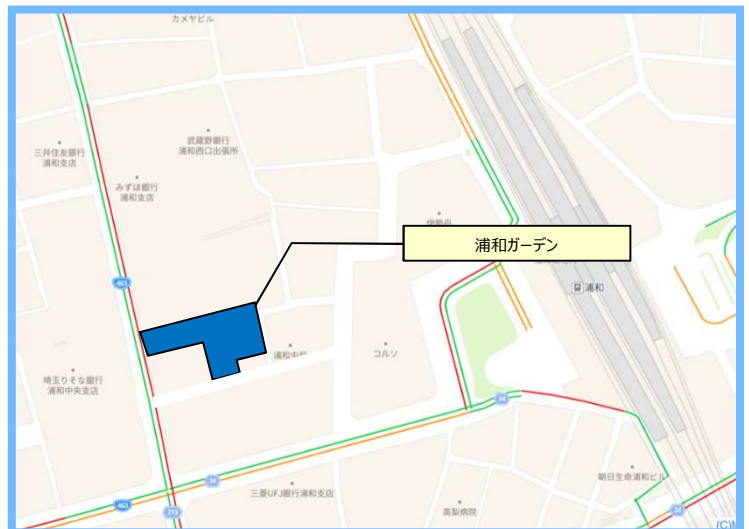 カメヤビル
武蔵野銀行
浦和西口出張所
三井住友銀行
浦和支店
みずほ銀行
浦和支店
伊勢丹
浦和ガーデン
浦和
463
浦和中央
コルソ
埼玉りそな銀行
浦和中央支店
34
34
朝日生命浦和ビル
三菱UFJ銀行浦和支店
463
213
高梨病院
34
(C)